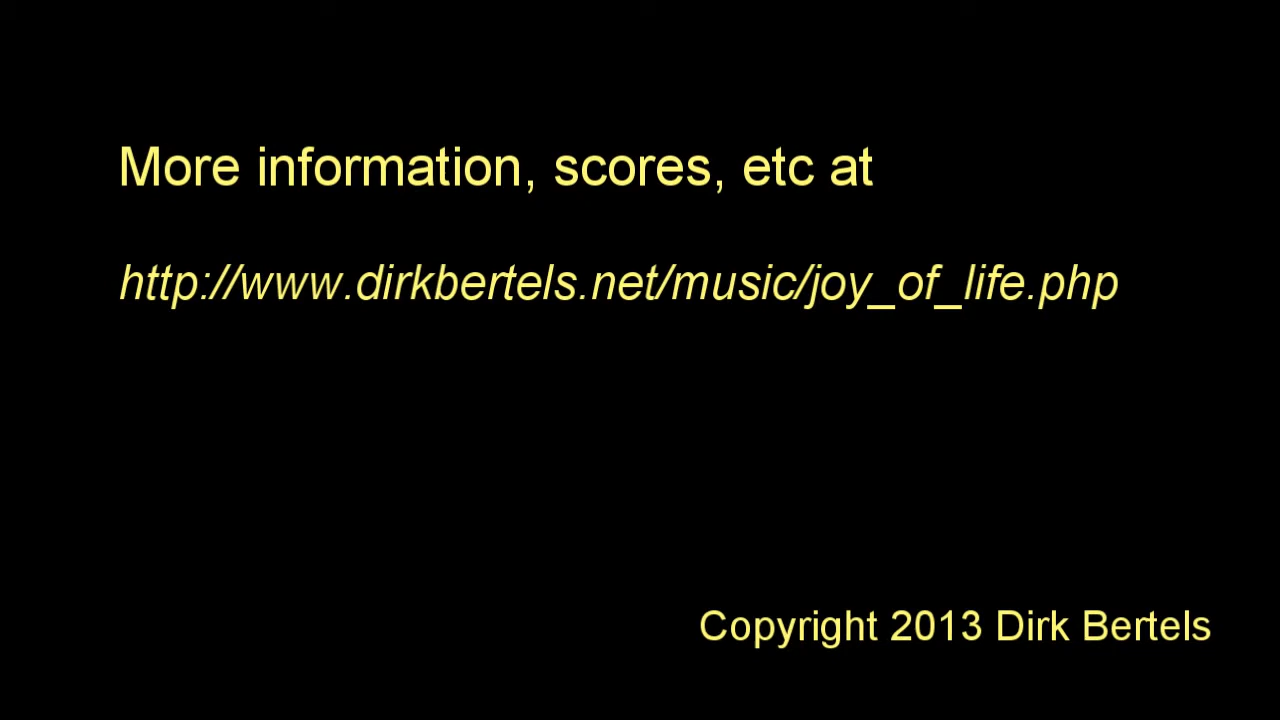 More information, scores, etc at
http://www.dirkbertels.net/music/joy_of_life.php
Copyright 2013 Dirk Bertels